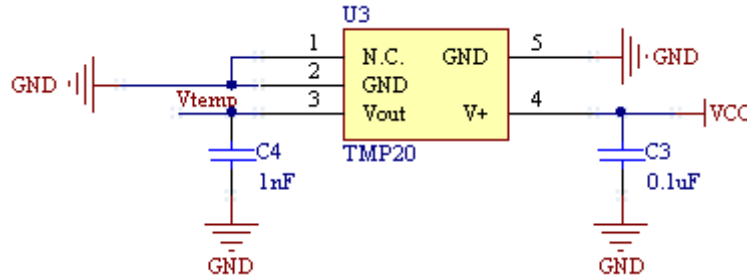 U3
1 N.C. GND 5 GND
GND 2 GND
Vtemp 3 Vout V+ 4 VCC
TMP20
C4 C3
1nF 0.1uF
GND GND